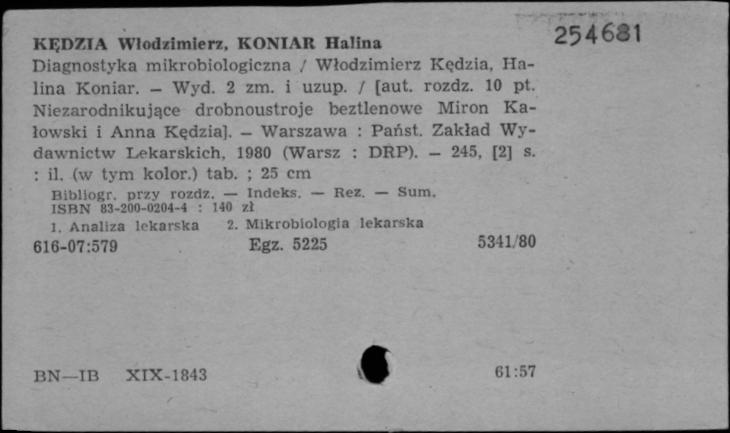 254681
KĘDZIA Włodzimierz, KONIAR Halina
Diagnostyka mikrobiologiczna / Włodzimierz Kędzia, Ha-
lina Koniar. — Wyd. 2 zm. i uzup. / [aut. rozdz. 10 pt.
Niezarodnikujące drobnoustroje beztlenowe Miron Ka-
łowski i Anna Kędzia]. — Warszawa : Państ. Zakład Wy-
dawnictw Lekarskich, 1980 (Warsz : DRP). — 245, [2] s.
: il. (w tym kolor.) tab. ; 25 cm
Bibliogr. przy rozdz. — Indeks. — Rez. — Sum.
ISBN 83-200-0204-4 : 140 zł
1. Analiza lekarska 2. Mikrobiologia lekarska
616-07:579 Egz. 5225 5341/80
BN—IB XIX-1843 61:57